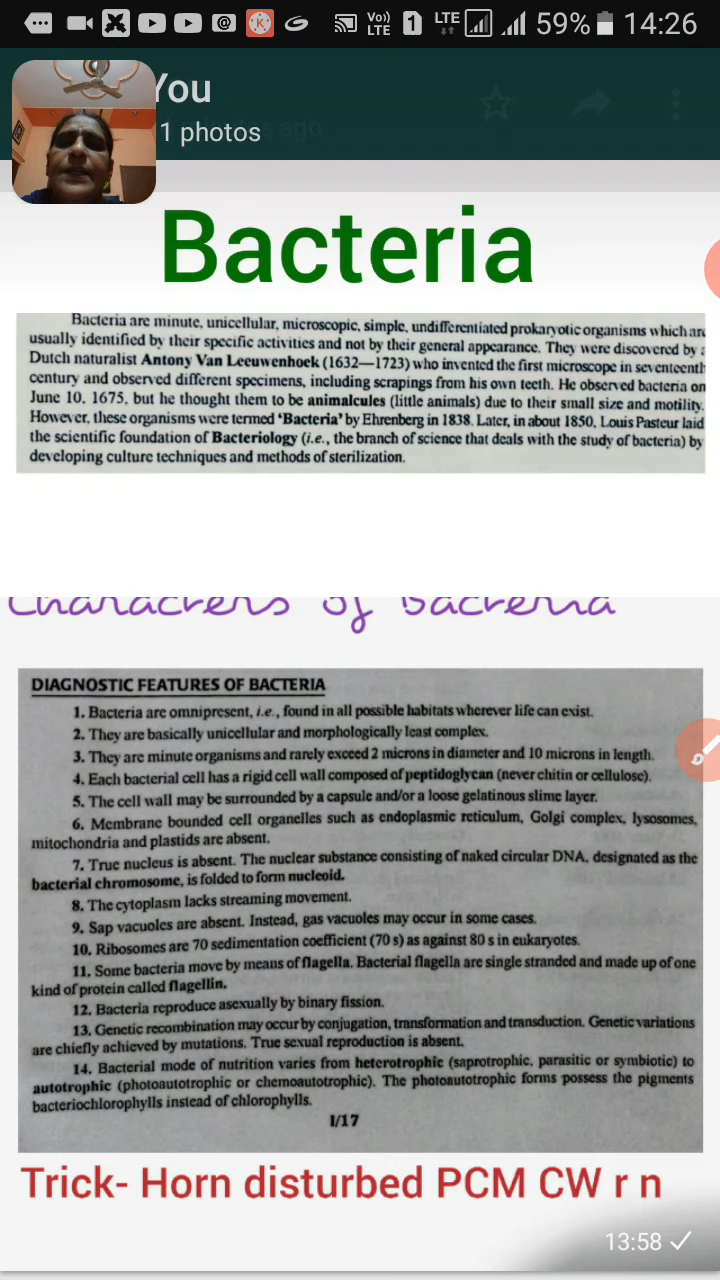 Vo)) LTE 1 LTE 59% 14:26
You
1 photos
Bacteria
Bacteria are minute, unicellular, microscopic, simple, undifferentiated prokaryotic organisms which are
usually identified by their specific activities and not by their general appearance. They were discovered by
Dutch naturalist Antony Van Leeuwenhoek (1632—1723) who invented the first microscope in seventeenth
century and observed different specimens, including scrapings from his own teeth. He observed bacteria on
June 10, 1675, but he thought them to be animalcules (little animals) due to their small size and motility.
However, these organisms were termed ‘Bacteria’ by Ehrenberg in 1838. Later, in about 1850, Louis Pasteur laid
the scientific foundation of Bacteriology (i.e., the branch of science that deals with the study of bacteria) by
developing culture techniques and methods of sterilization.
Characters of Bacteria
DIAGNOSTIC FEATURES OF BACTERIA
1. Bacteria are omnipresent, i.e., found in all possible habitats wherever life can exist.
2. They are basically unicellular and morphologically least complex.
3. They are minute organisms and rarely exceed 2 microns in diameter and 10 microns in length.
4. Each bacterial cell has a rigid cell wall composed of peptidoglycan (never chitin or cellulose).
5. The cell wall may be surrounded by a capsule and/or a loose gelatinous slime layer.
6. Membrane bounded cell organelles such as endoplasmic reticulum, Golgi complex, lysosomes,
mitochondria and plastids are absent.
7. True nucleus is absent. The nuclear substance consisting of naked circular DNA, designated as the
bacterial chromosome, is folded to form nucleoid.
8. The cytoplasm lacks streaming movement.
9. Sap vacuoles are absent. Instead, gas vacuoles may occur in some cases.
10. Ribosomes are 70 sedimentation coefficient (70 s) as against 80 s in eukaryotes.
11. Some bacteria move by means of flagella. Bacterial flagella are single stranded and made up of one
kind of protein called flagellin.
12. Bacteria reproduce asexually by binary fission.
13. Genetic recombination may occur by conjugation, transformation and transduction. Genetic variations
are chiefly achieved by mutations. True sexual reproduction is absent.
14. Bacterial mode of nutrition varies from heterotrophic (saprotrophic, parasitic or symbiotic) to
autotrophic (photoautotrophic or chemoautotrophic). The photoautotrophic forms possess the pigments
bacteriochlorophylls instead of chlorophylls.
I/17
Trick- Horn disturbed PCM CW r n
13:58